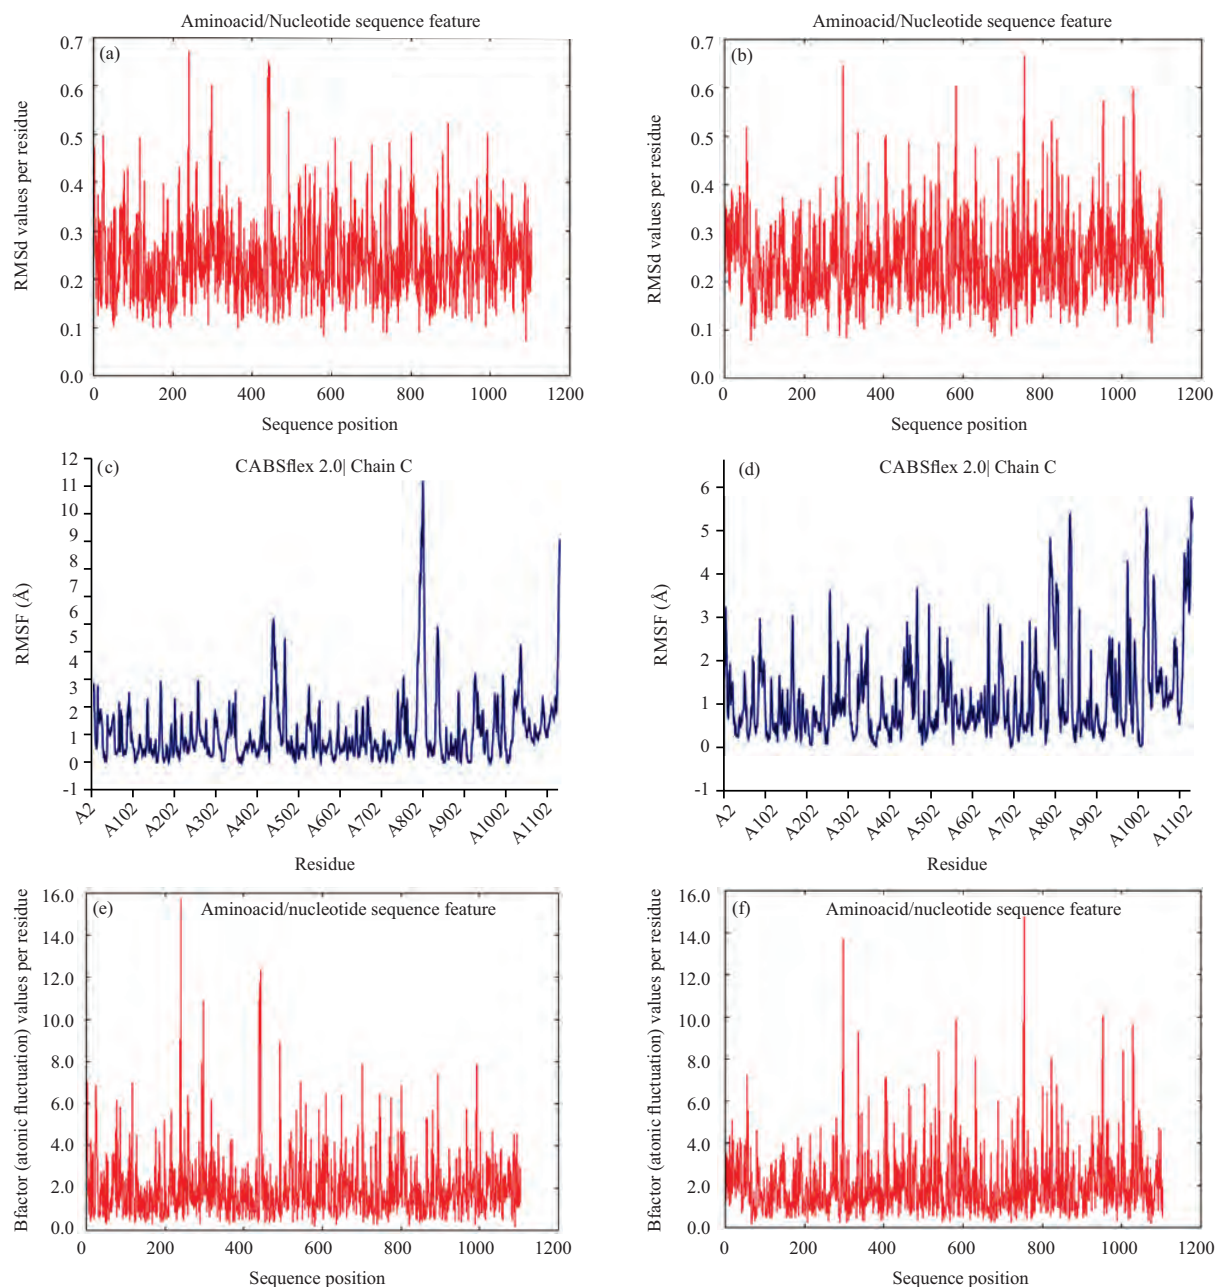 Aminoacid/Nucleotide sequence feature
(a)
RMSd values per residue
0.7
0.6
0.5
0.4
0.3
0.2
0.1
0.0
0 200 400 600 800 1000 1200
Sequence position
Aminoacid/Nucleotide sequence feature
(b)
RMSd values per residue
0.7
0.6
0.5
0.4
0.3
0.2
0.1
0.0
0 200 400 600 800 1000 1200
Sequence position
(c)
CABSflex 2.0| Chain C
RMSF (Å)
12
11
10
9
8
7
6
5
4
3
2
1
0
-1
A2 A102 A202 A302 A402 A502 A602 A702 A802 A902 A1002 A1102
Residue
(d)
CABSflex 2.0| Chain C
RMSF (Å)
6
5
4
3
2
1
0
-1
A2 A102 A202 A302 A402 A502 A602 A702 A802 A902 A1002 A1102
Residue
(e)
Aminoacid/nucleotide sequence feature
Bfactor (atonic fluctuation) values per residue
16.0
14.0
12.0
10.0
8.0
6.0
4.0
2.0
0.0
0 200 400 600 800 1000 1200
Sequence position
(f)
Aminoacid/nucleotide sequence feature
Bfactor (atonic fluctuation) values per residue
14.0
12.0
10.0
8.0
6.0
4.0
2.0
0.0
0 200 400 600 800 1000 1200
Sequence position